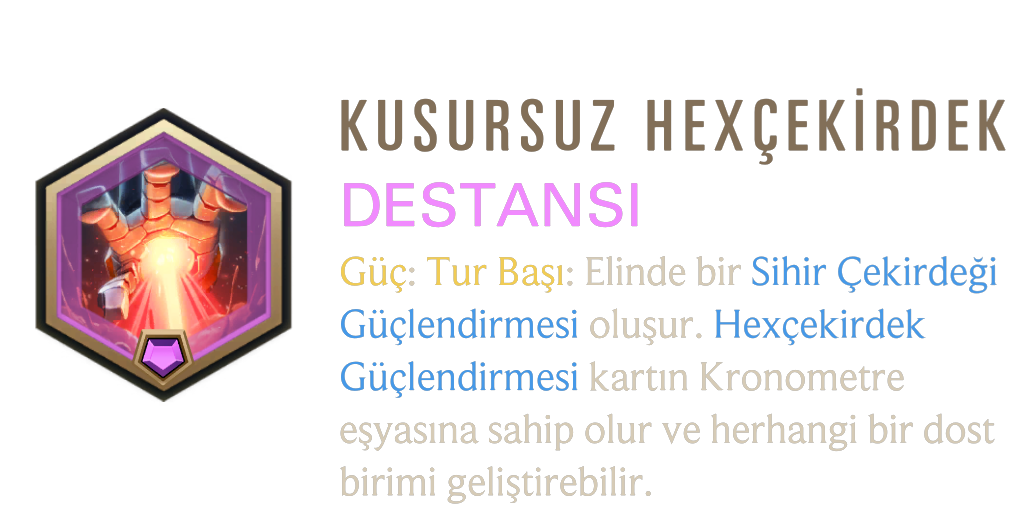 KUSURSUZ HEXÇEKİRDEK
DESTANSI
Güç: Tur Başı: Elinde bir Sihir Çekirdeği
Güçlendirmesi oluşur. Hexçekirdek
Güçlendirmesi kartın Kronometre
eşyasına sahip olur ve herhangi bir dost
birimi geliştirebilir.